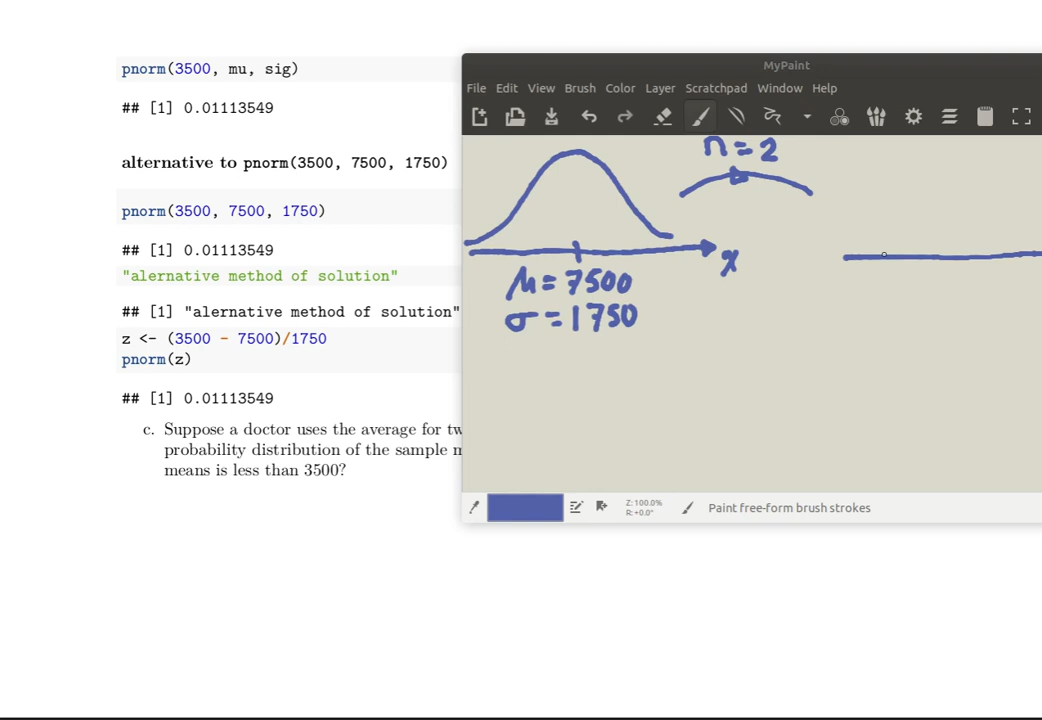 pnorm(3500, mu, sig)
## [1] 0.01113549
alternative to pnorm(3500, 7500, 1750)
pnorm(3500, 7500, 1750)
## [1] 0.01113549
"alernative method of solution"
## [1] "alernative method of solution"
z <- (3500 - 7500)/1750
pnorm(z)
## [1] 0.01113549
c. Suppose a doctor uses the average for tw
probability distribution of the sample m
means is less than 3500?
MyPaint
File Edit View Brush Color Layer Scratchpad Window Help
n = 2
x
μ = 7500
σ = 1750
Z: 100.0%
R: +0.0°
Paint free-form brush strokes